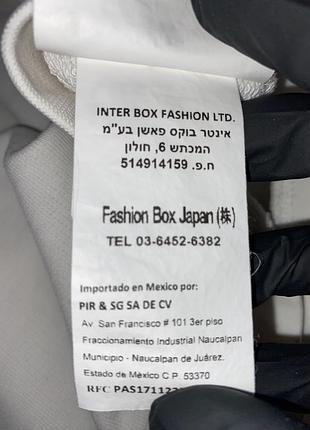 INTER BOX FASHION LTD.
אינטר בוקס פאשן בע"מ
המכתש 6, חולון
ח.פ. 514914159
Fashion Box Japan (株)
TEL 03-6452-6382
Importado en Mexico por:
PIR & SG SA DE CV
Av. San Francisco # 101 3er piso
Fraccionamiento Industrial Naucalpan
Municipio - Naucalpan de Juárez.
Estado de México C.P. 53370
RFC PAS171122